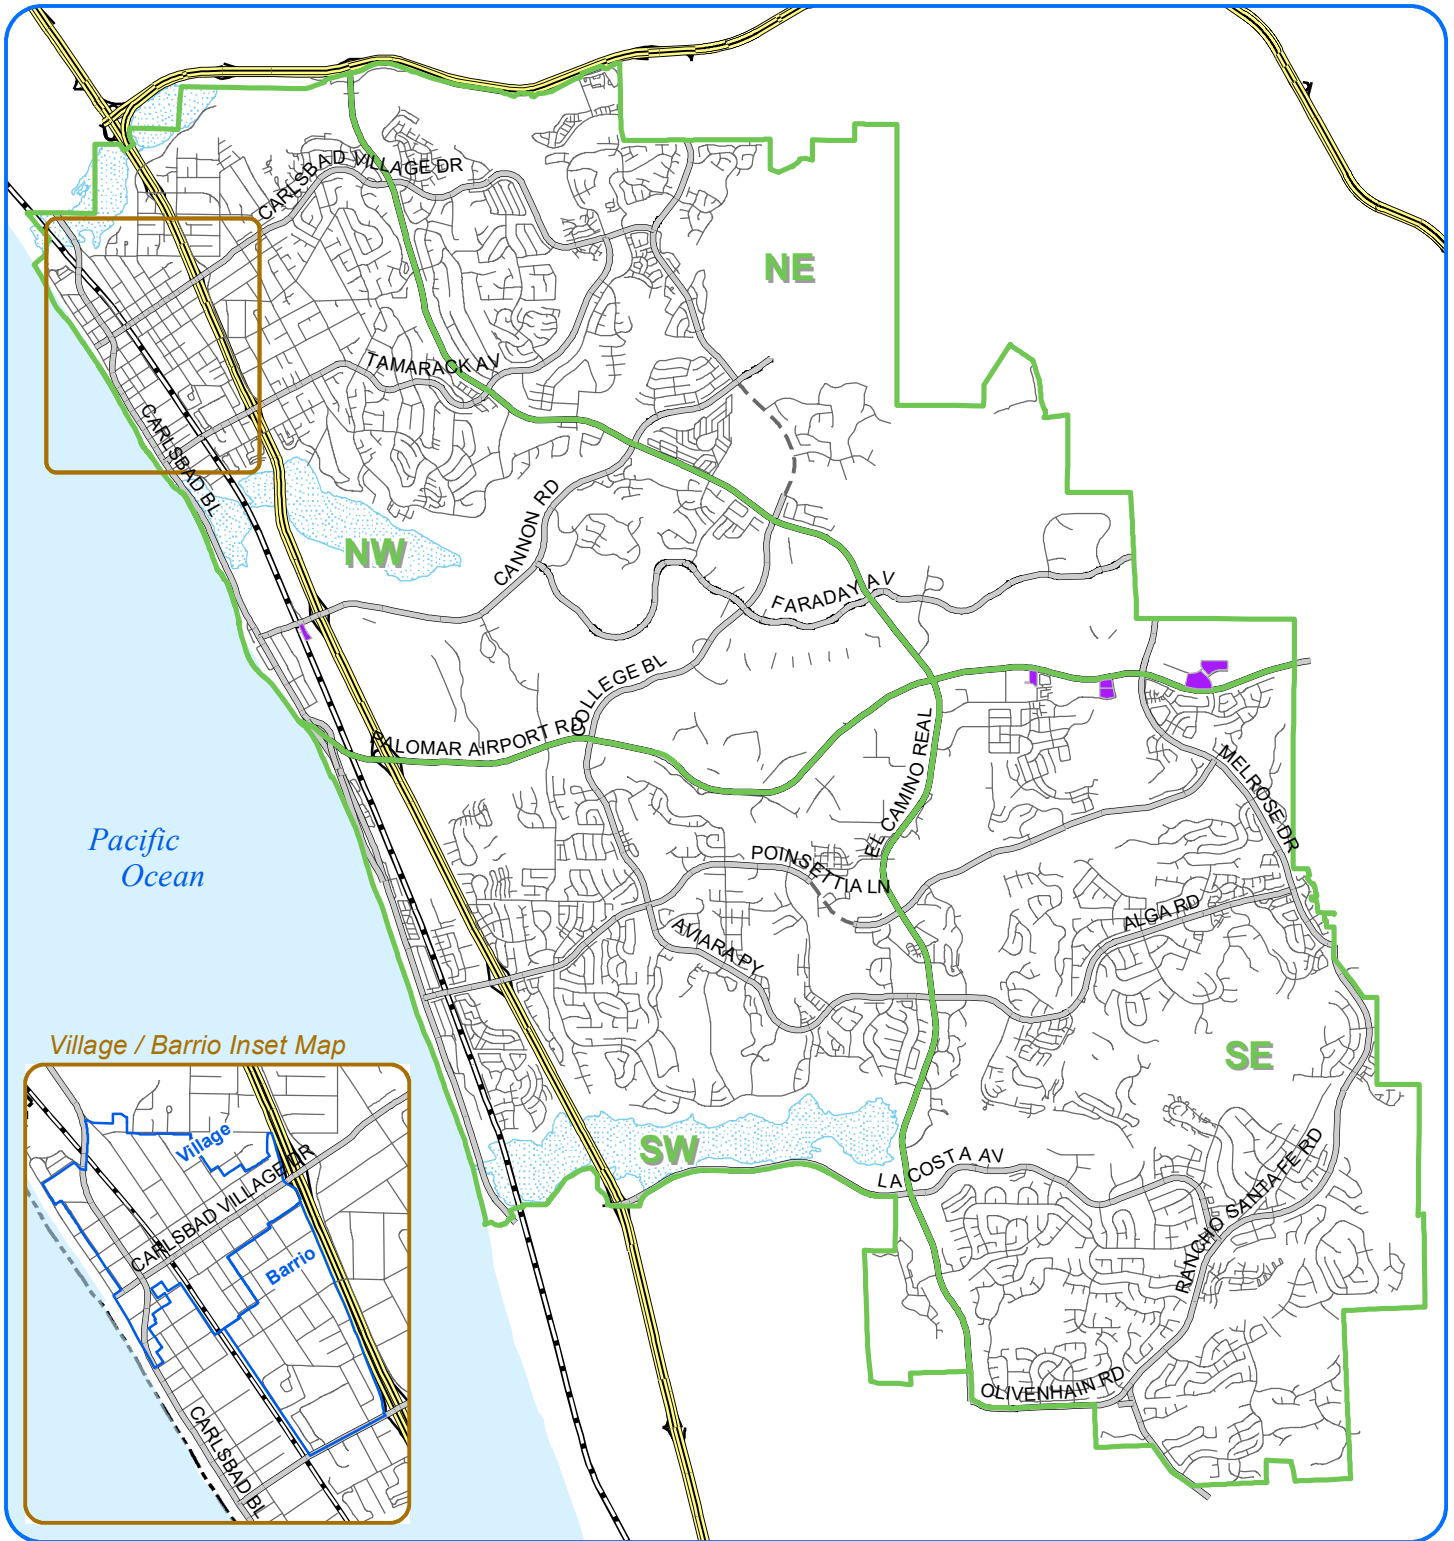 CARLSBAD VILLAGE DR
NE
TAMARACK AV
CARLSBAD BL
CANNON RD
NW
FARADAY AV
COLLEGE BL
PALOMAR AIRPORT RD
EL CAMINO REAL
MELROSE DR
Pacific
Ocean
POINSETTIA LN
ALGA RD
AVIARA PY
Village / Barrio Inset Map
SE
Village
SW
CARLSBAD VILLAGE DR
LA COSTA AV
RANCHO SANTA FE RD
Barrio
OLIVENHAIN RD
CARLSBAD BL